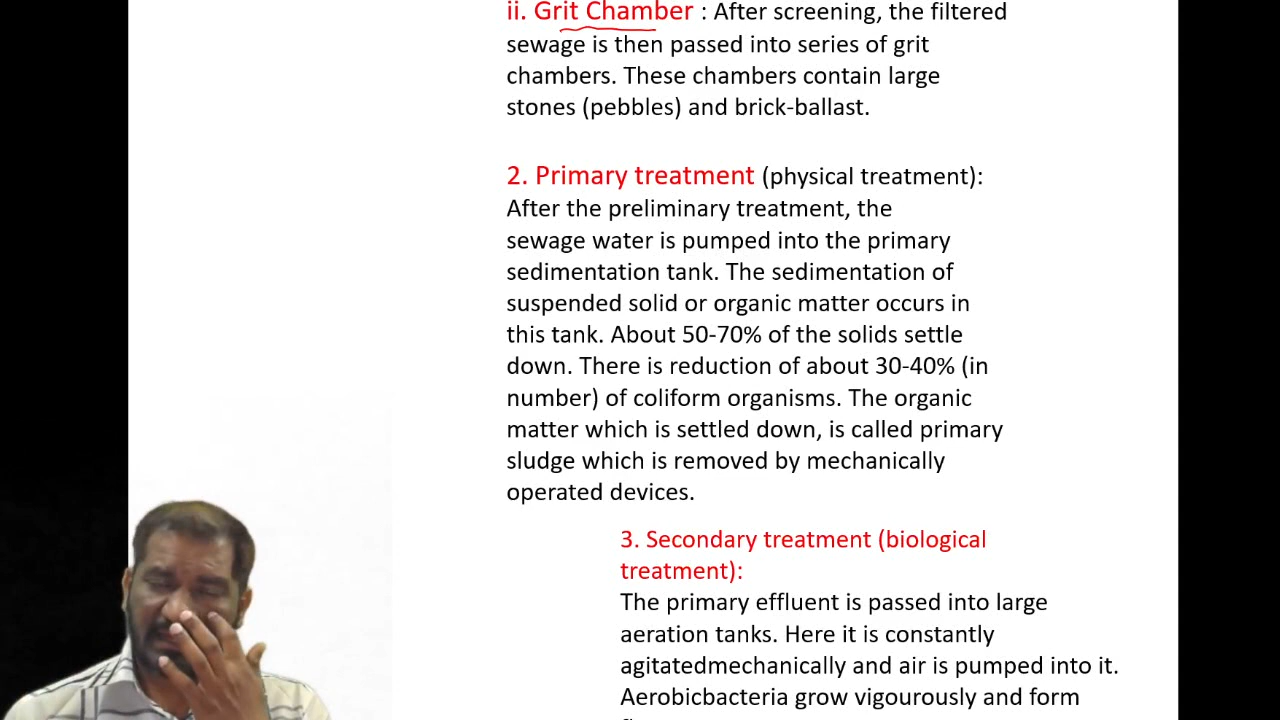 ii. Grit Chamber : After screening, the filtered
sewage is then passed into series of grit
chambers. These chambers contain large
stones (pebbles) and brick-ballast.
2. Primary treatment (physical treatment):
After the preliminary treatment, the
sewage water is pumped into the primary
sedimentation tank. The sedimentation of
suspended solid or organic matter occurs in
this tank. About 50-70% of the solids settle
down. There is reduction of about 30-40% (in
number) of coliform organisms. The organic
matter which is settled down, is called primary
sludge which is removed by mechanically
operated devices.
3. Secondary treatment (biological
treatment):
The primary effluent is passed into large
aeration tanks. Here it is constantly
agitatedmechanically and air is pumped into it.
Aerobicbacteria grow vigourously and form